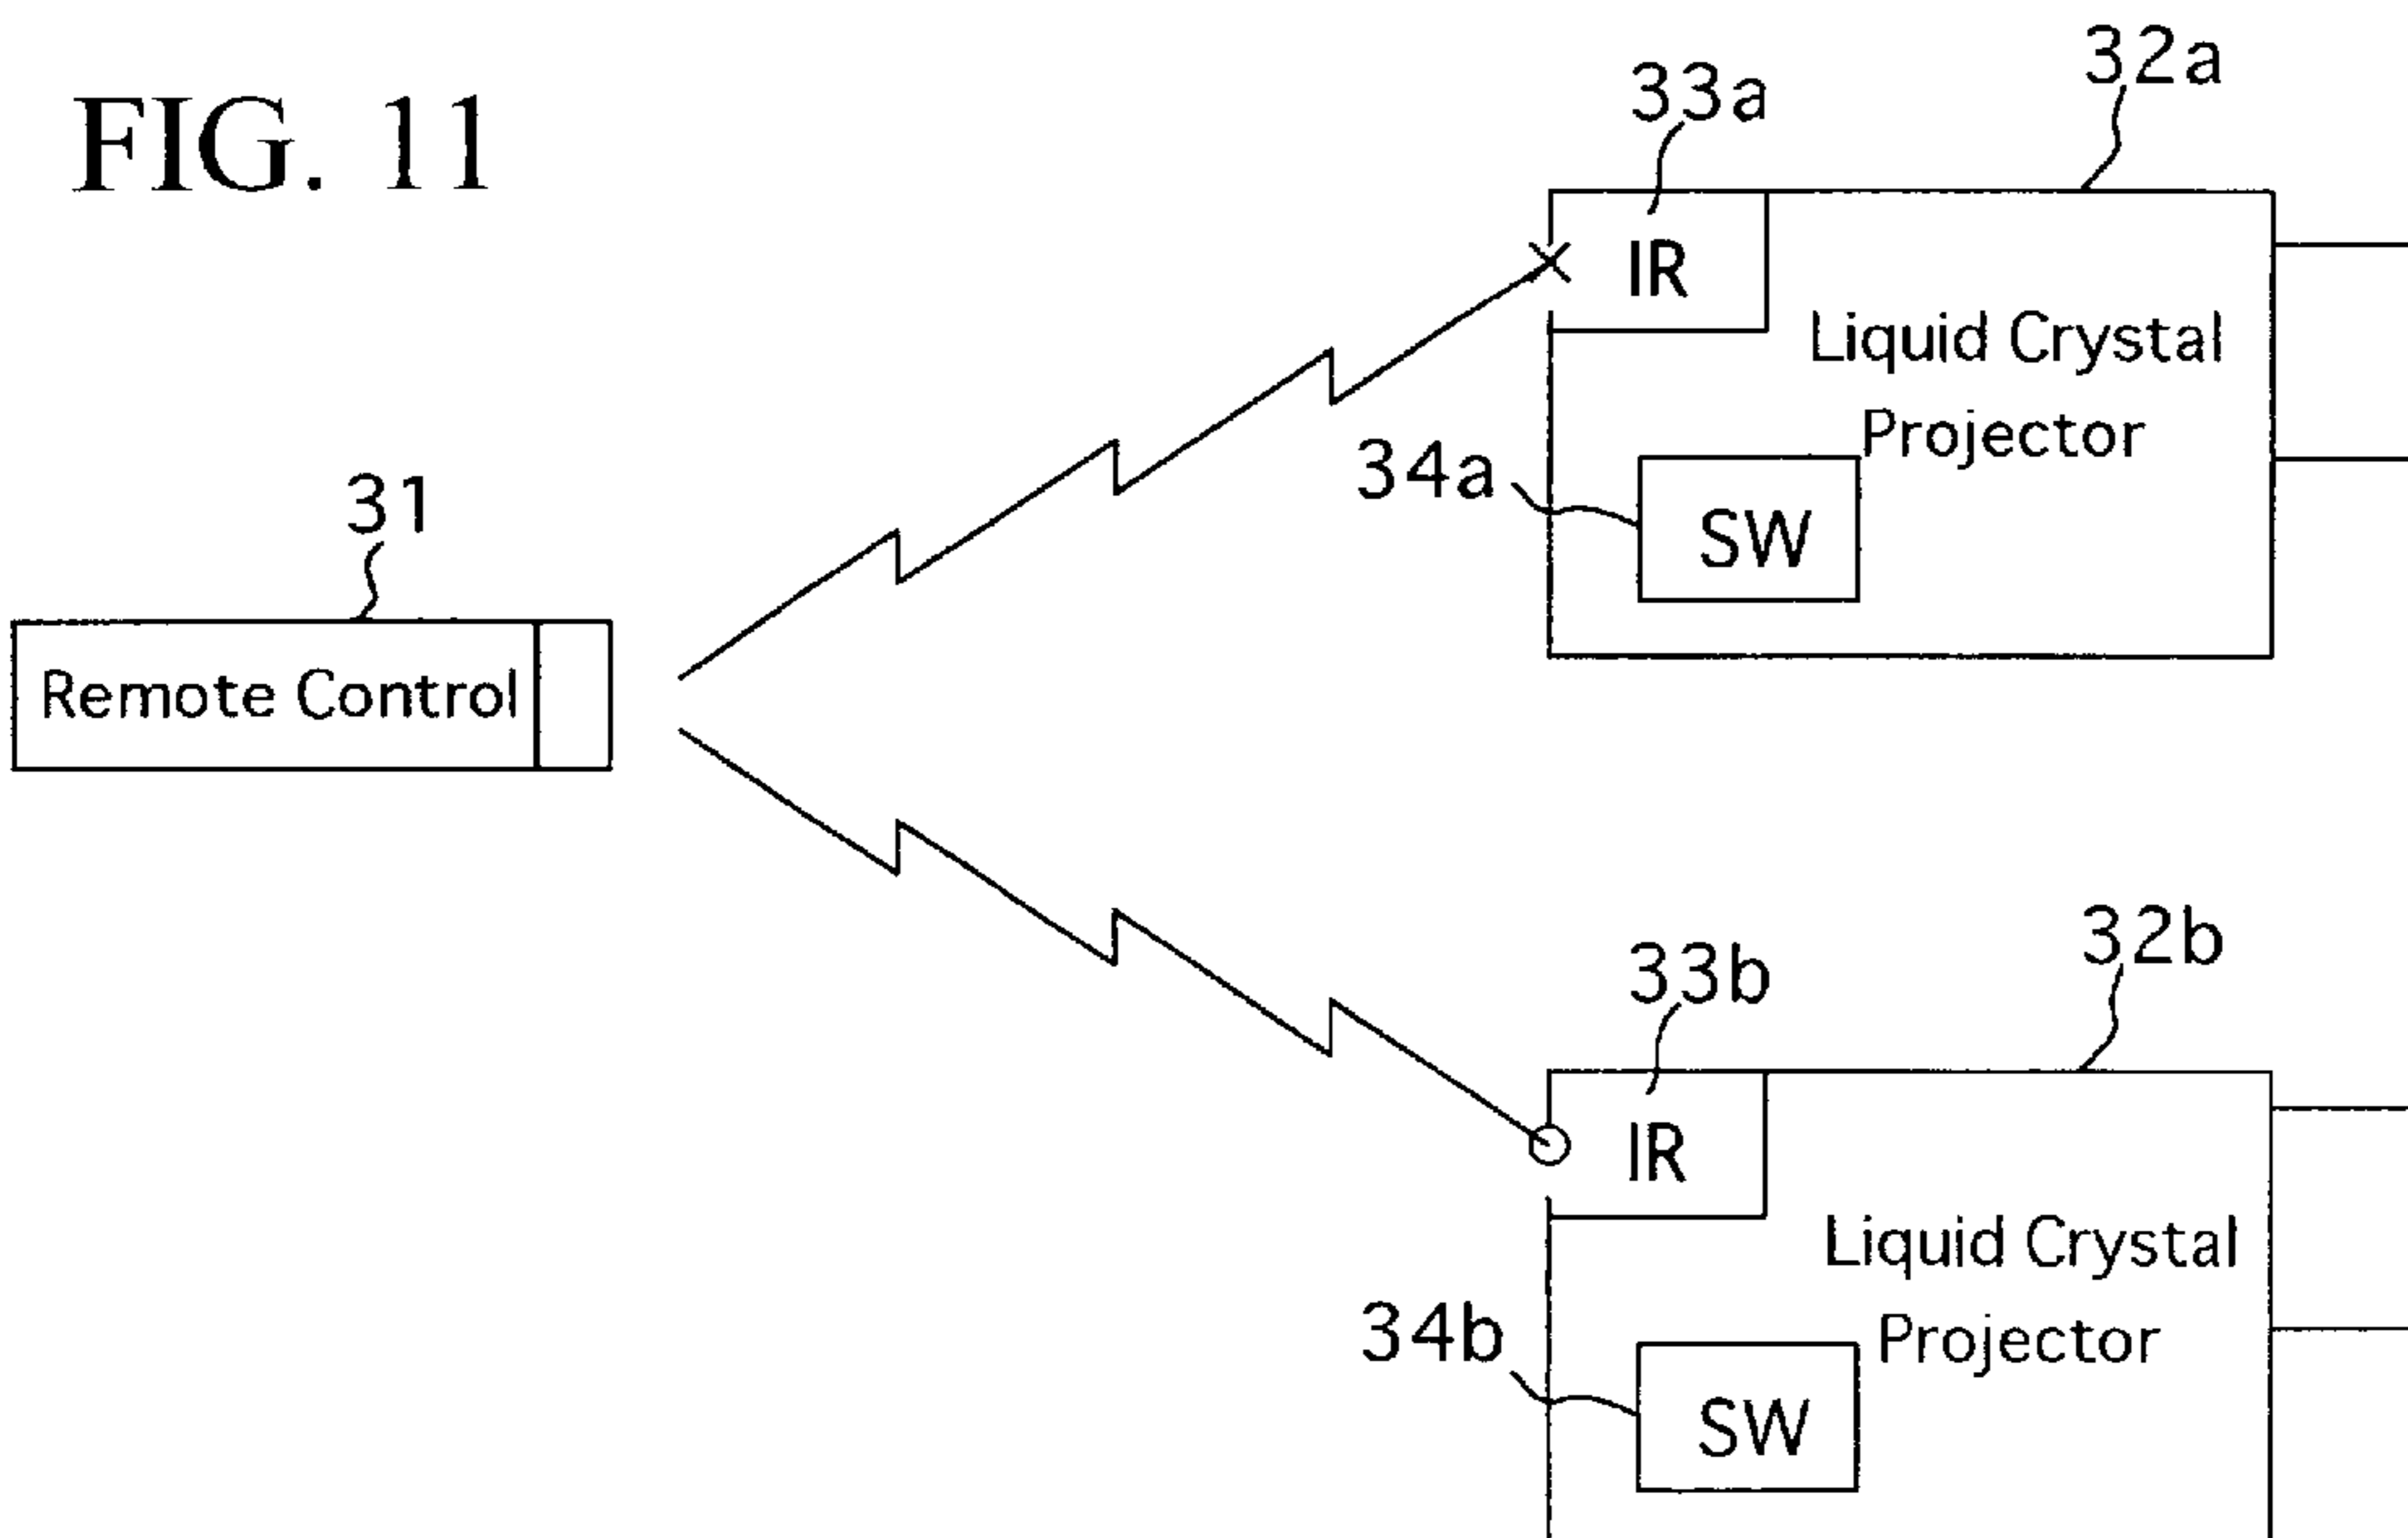 FIG. 11
32a
33a
IR
Liquid Crystal
Projector
34a
SW
31
Remote Control
32b
33b
IR
Liquid Crystal
Projector
34b
SW